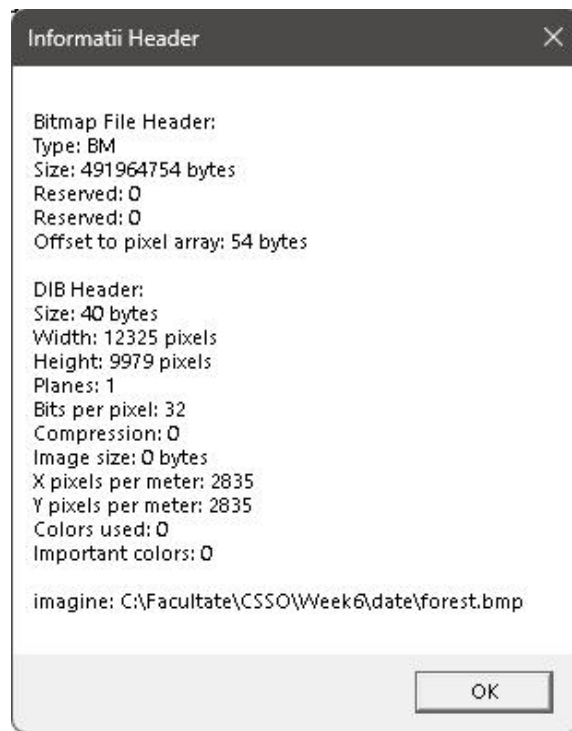 Informatii Header
Bitmap File Header:
Type: BM
Size: 491964754 bytes
Reserved: 0
Reserved: 0
Offset to pixel array: 54 bytes
DIB Header:
Size: 40 bytes
Width: 12325 pixels
Height: 9979 pixels
Planes: 1
Bits per pixel: 32
Compression: 0
Image size: 0 bytes
X pixels per meter: 2835
Y pixels per meter: 2835
Colors used: 0
Important colors: 0
imagine: C:\Facultate\CSSO\Week6\date\forest.bmp
OK